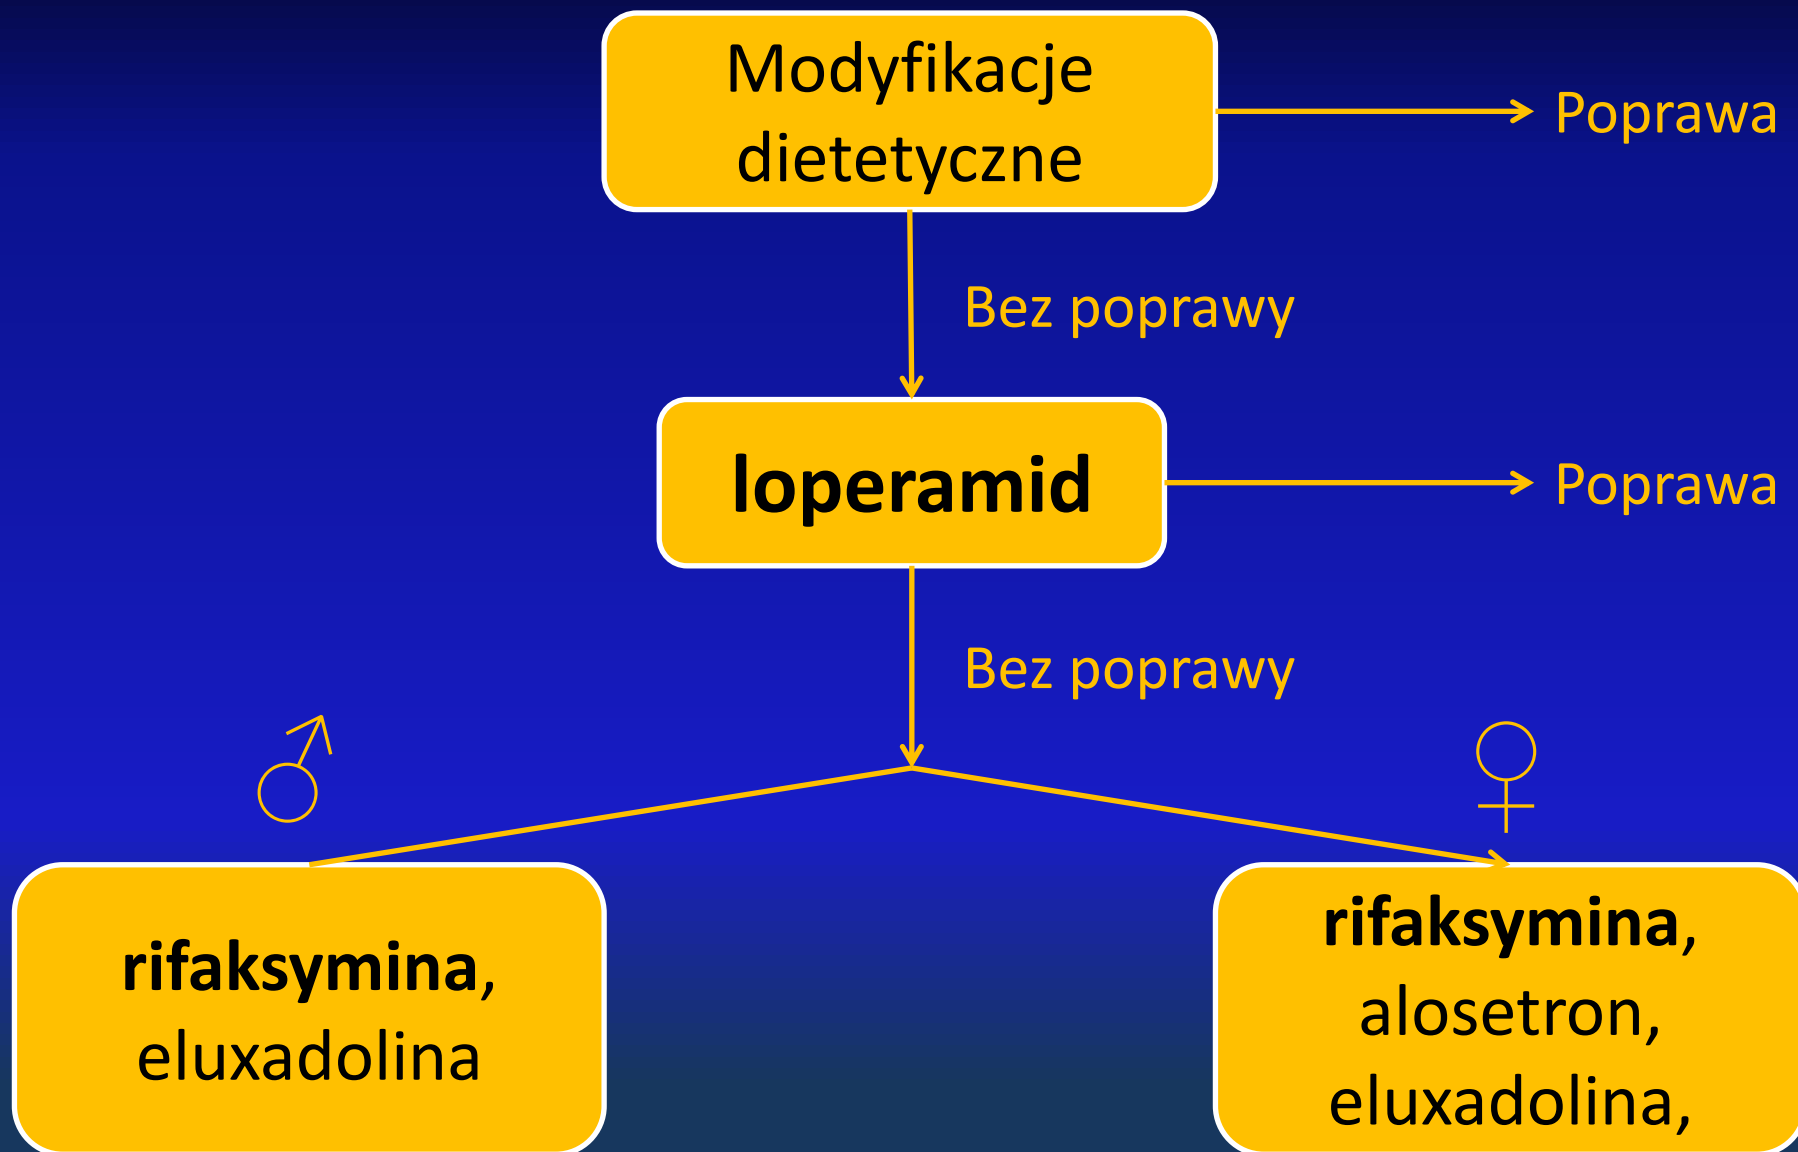 Modyfikacje
dietetyczne
Poprawa
Bez poprawy
loperamid
Poprawa
Bez poprawy
♂
♀
rifaksymina,
eluxadolina
rifaksymina,
alosetron,
eluxadolina,